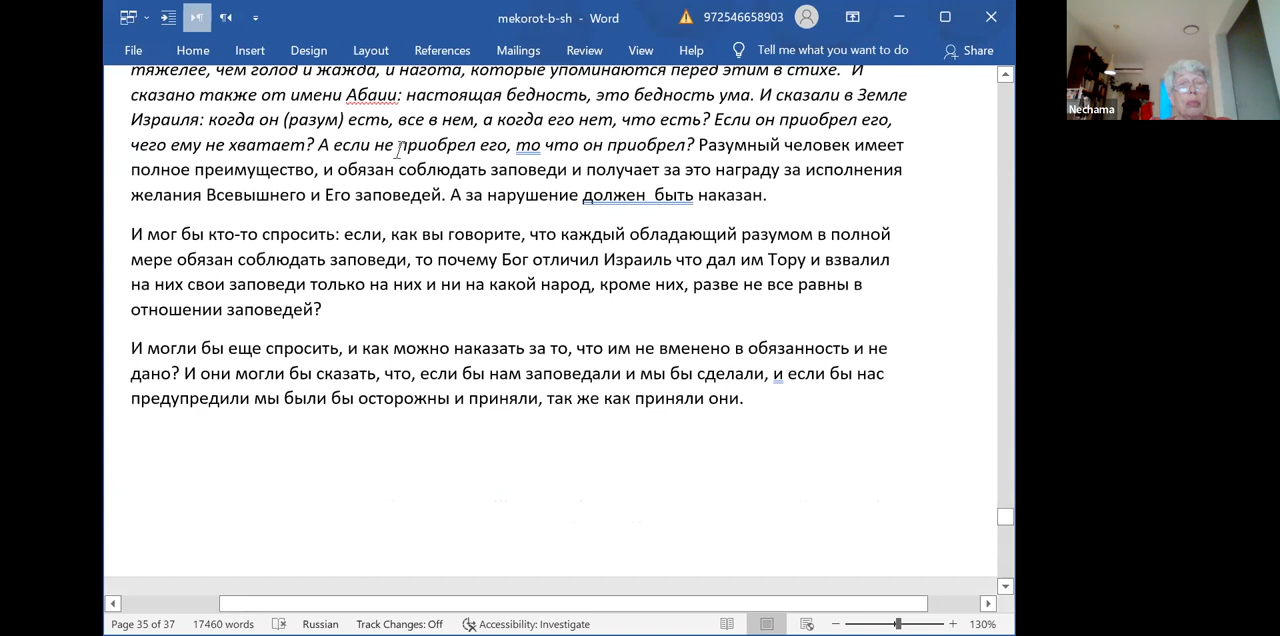 mekorot-b-sh - Word
972546658903
File Home Insert Design Layout References Mailings Review View Help Tell me what you want to do Share
тяжелее, чем голод и жажда, и нагота, которые упоминаются перед этим в стихе. И
сказано также от имени Абаии: настоящая бедность, это бедность ума. И сказали в Земле
Израиля: когда он (разум) есть все в нем, а когда его нет, что еать? Если он приобрел его,
чего ему не хватает? А если не приобрел его, то что он приобрел? Разумный человек имеет
полное преимущество, и обязан соблюдать заповеди и получает за это награду за исполнения
желания Всевышнего и Его заповедей. А за нарушение должен быть наказан.
И мог бы кто-то спросить: если, как вы говорите, что каждый обладающий разумом в полной
мере обязан соблюдать заповеди, то почему Бог отличил Израиль что дал им Тору и взвалил
на них свои заповеди только на них и ни на какой народ, кроме них, разве не все равны в
отношении заповедей?
И могли бы еще спросить, и как можно наказать за то, что им не вменено в обязанность и не
дано? И они могли бы сказать, что, если бы нам заповедали и мы бы сделали, и если бы нас
предупредили мы были бы осторожны и приняли, так же как приняли они.
Page 35 of 37 17460 words Russian Track Changes: Off Accessibility: Investigate 130%
Nechama